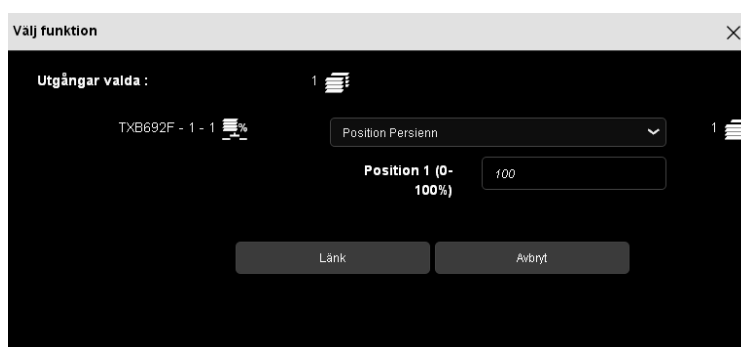 Välj funktion
Utgångar valda :
1
TXB692F - 1 - 1 %
Position Persienn
1
Position 1 (0-
100%)
100
Länk
Avbryt